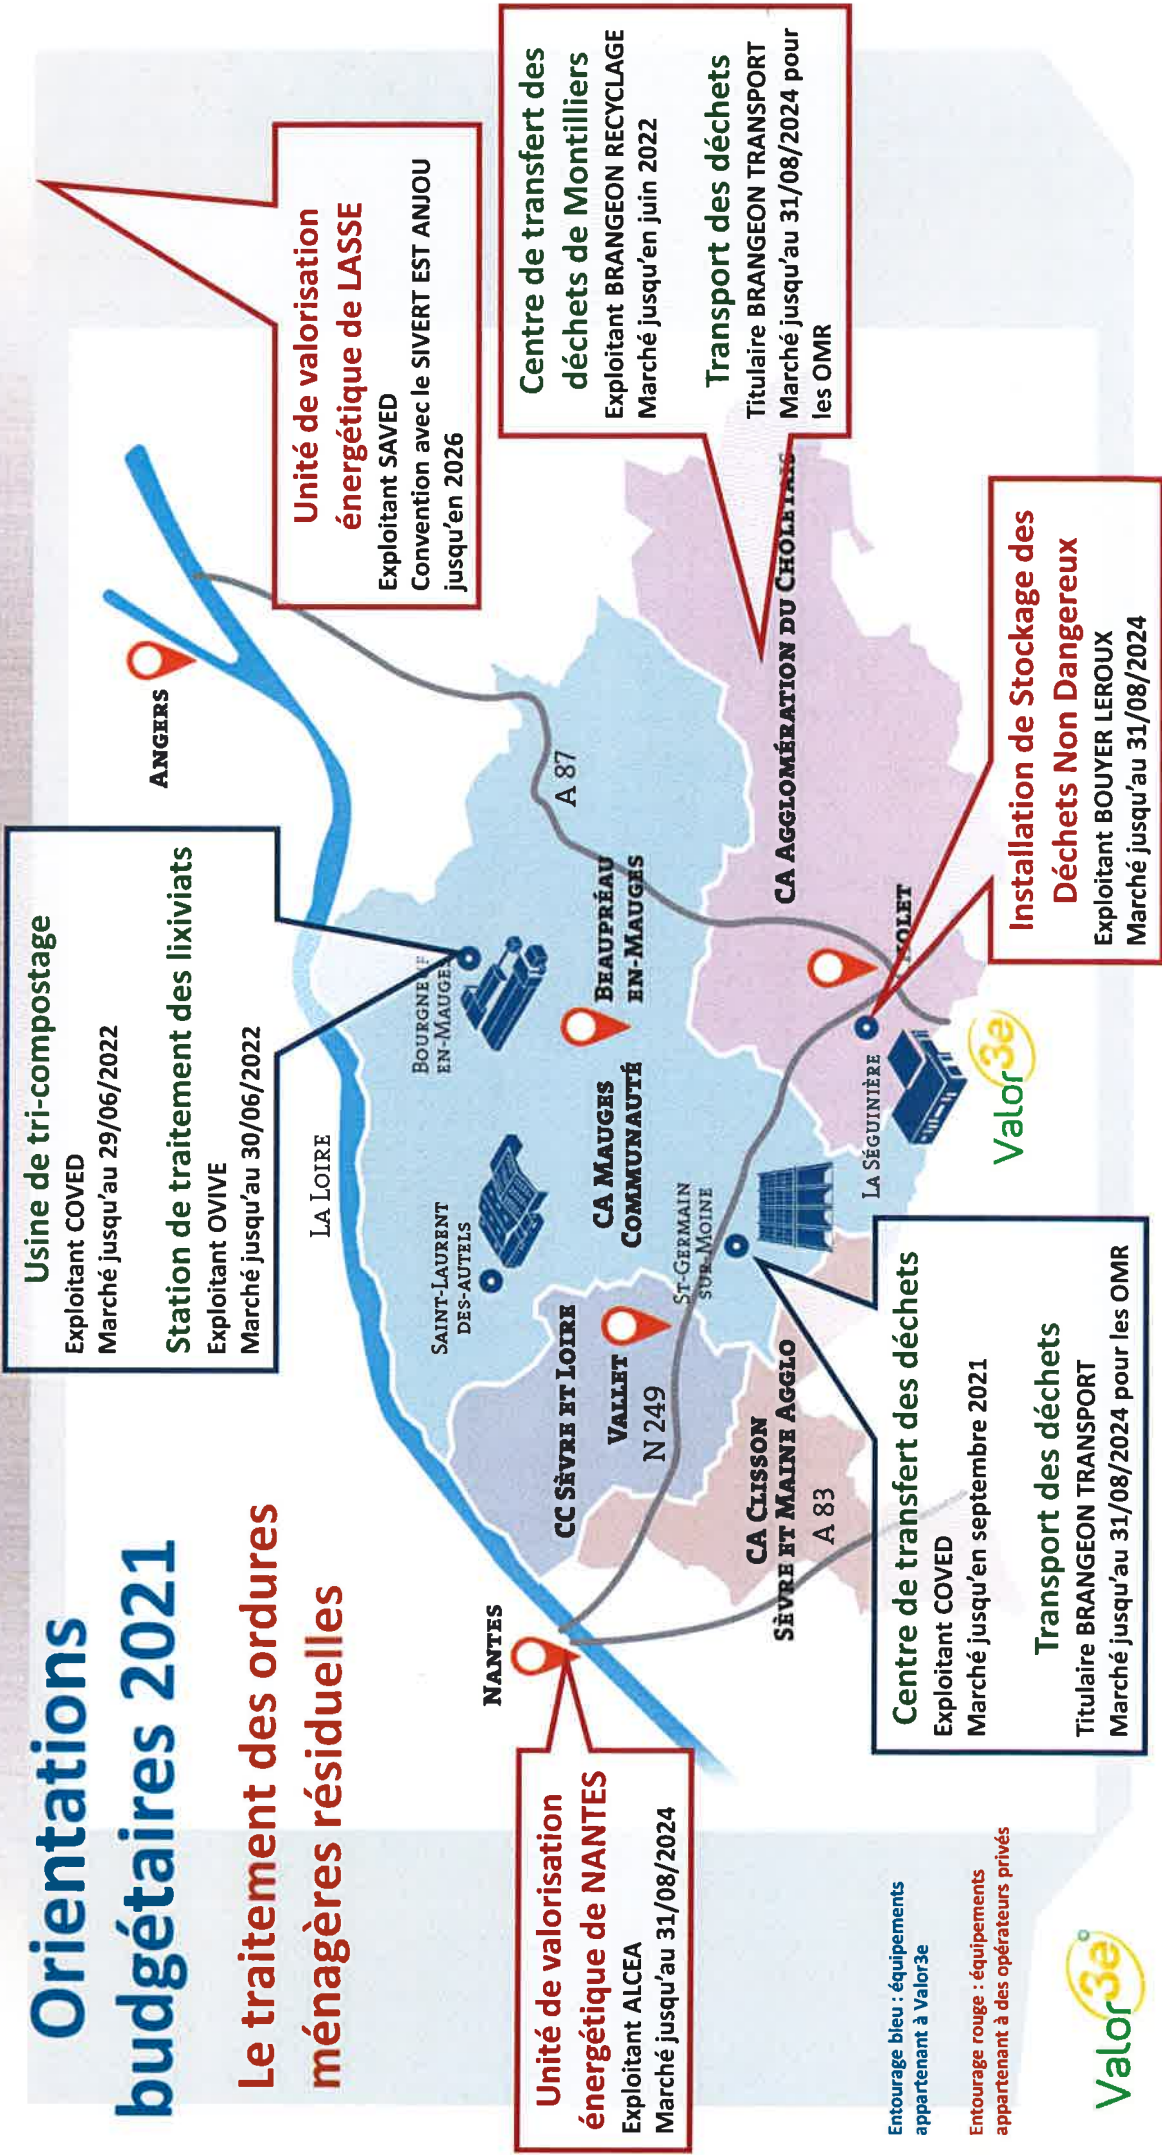 Orientations
budgétaires 2021
Le traitement des ordures
ménagères résiduelles
Usine de tri-compostage
Exploitant COVED
Marché jusqu'au 29/06/2022
Station de traitement des lixiviats
Exploitant OVIVE
Marché jusqu'au 30/06/2022
Unité de valorisation
énergétique de LASSE
Exploitant SAVED
Convention avec le SIVERT EST ANJOU
jusqu'en 2026
Centre de transfert des
déchets de Montilliers
Exploitant BRANGEON RECYCLAGE
Marché jusqu'en juin 2022
Transport des déchets
Titulaire BRANGEON TRANSPORT
Marché jusqu'au 31/08/2024 pour
les OMR
ANGERS
LA LOIRE
SAINT-LAURENT
DES-AUTELS
BOURGNEUF
EN-MAUGES
A 87
BEAUPRÉAU
EN-MAUGES
CA MAUGES
COMMUNAUTÉ
NANTES
CC SÈVRE ET LOIRE
VALLET
N 249
ST-GERMAIN
SUR-MOINE
CA CLISSON
SÈVRE ET MAINE AGGLO
A 83
CA AGGLOMÉRATION DU CHOLETAIS
HOLET
LA SÉGUINIÈRE
Valor3e
Unité de valorisation
énergétique de NANTES
Exploitant ALCEA
Marché jusqu'au 31/08/2024
Centre de transfert des déchets
Exploitant COVED
Marché jusqu'en septembre 2021
Transport des déchets
Titulaire BRANGEON TRANSPORT
Marché jusqu'au 31/08/2024 pour les OMR
Installation de Stockage des
Déchets Non Dangereux
Exploitant BOUYER LEROUX
Marché jusqu'au 31/08/2024
Entourage bleu : équipements
appartenant à Valor3e
Entourage rouge : équipements
appartenant à des opérateurs privés
Valor3e